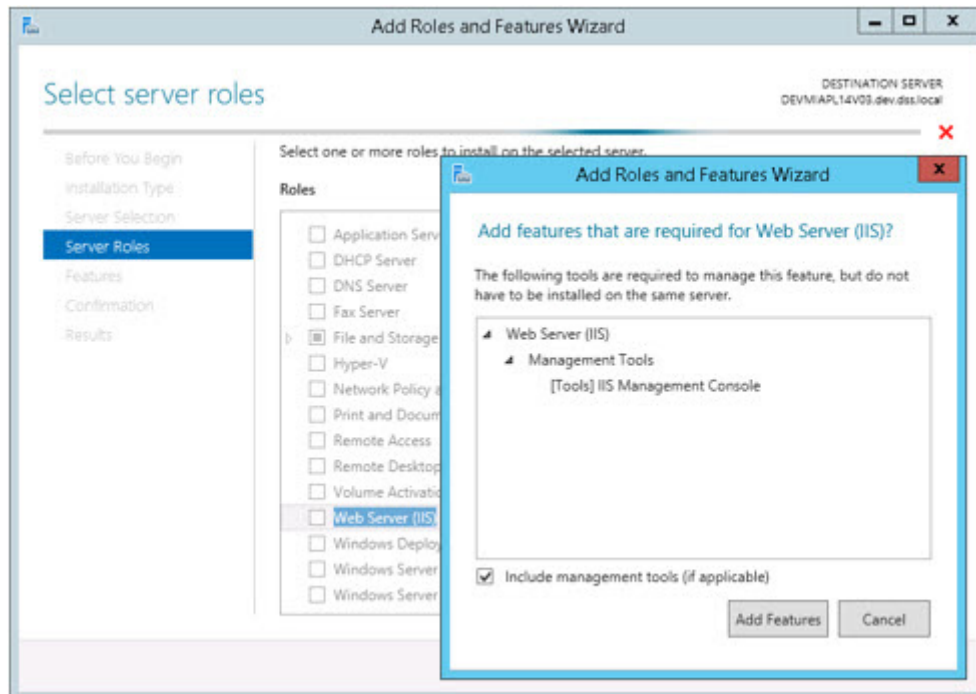 Add Roles and Features Wizard
Select server roles
DESTINATION SERVER
DEVMIAPL14V03.dev.dss.local
Before You Begin
Installation Type
Server Selection
Server Roles
Features
Confirmation
Results
Select one or more roles to install on the selected server.
Roles
Application Serv
DHCP Server
DNS Server
Fax Server
File and Storage
Hyper-V
Network Policy a
Print and Docum
Remote Access
Remote Desktop
Volume Activatio
Web Server (IIS)
Windows Deploy
Windows Server
Windows Server
Add Roles and Features Wizard
Add features that are required for Web Server (IIS)?
The following tools are required to manage this feature, but do not
have to be installed on the same server.
Web Server (IIS)
Management Tools
[Tools] IIS Management Console
Include management tools (if applicable)
Add Features
Cancel